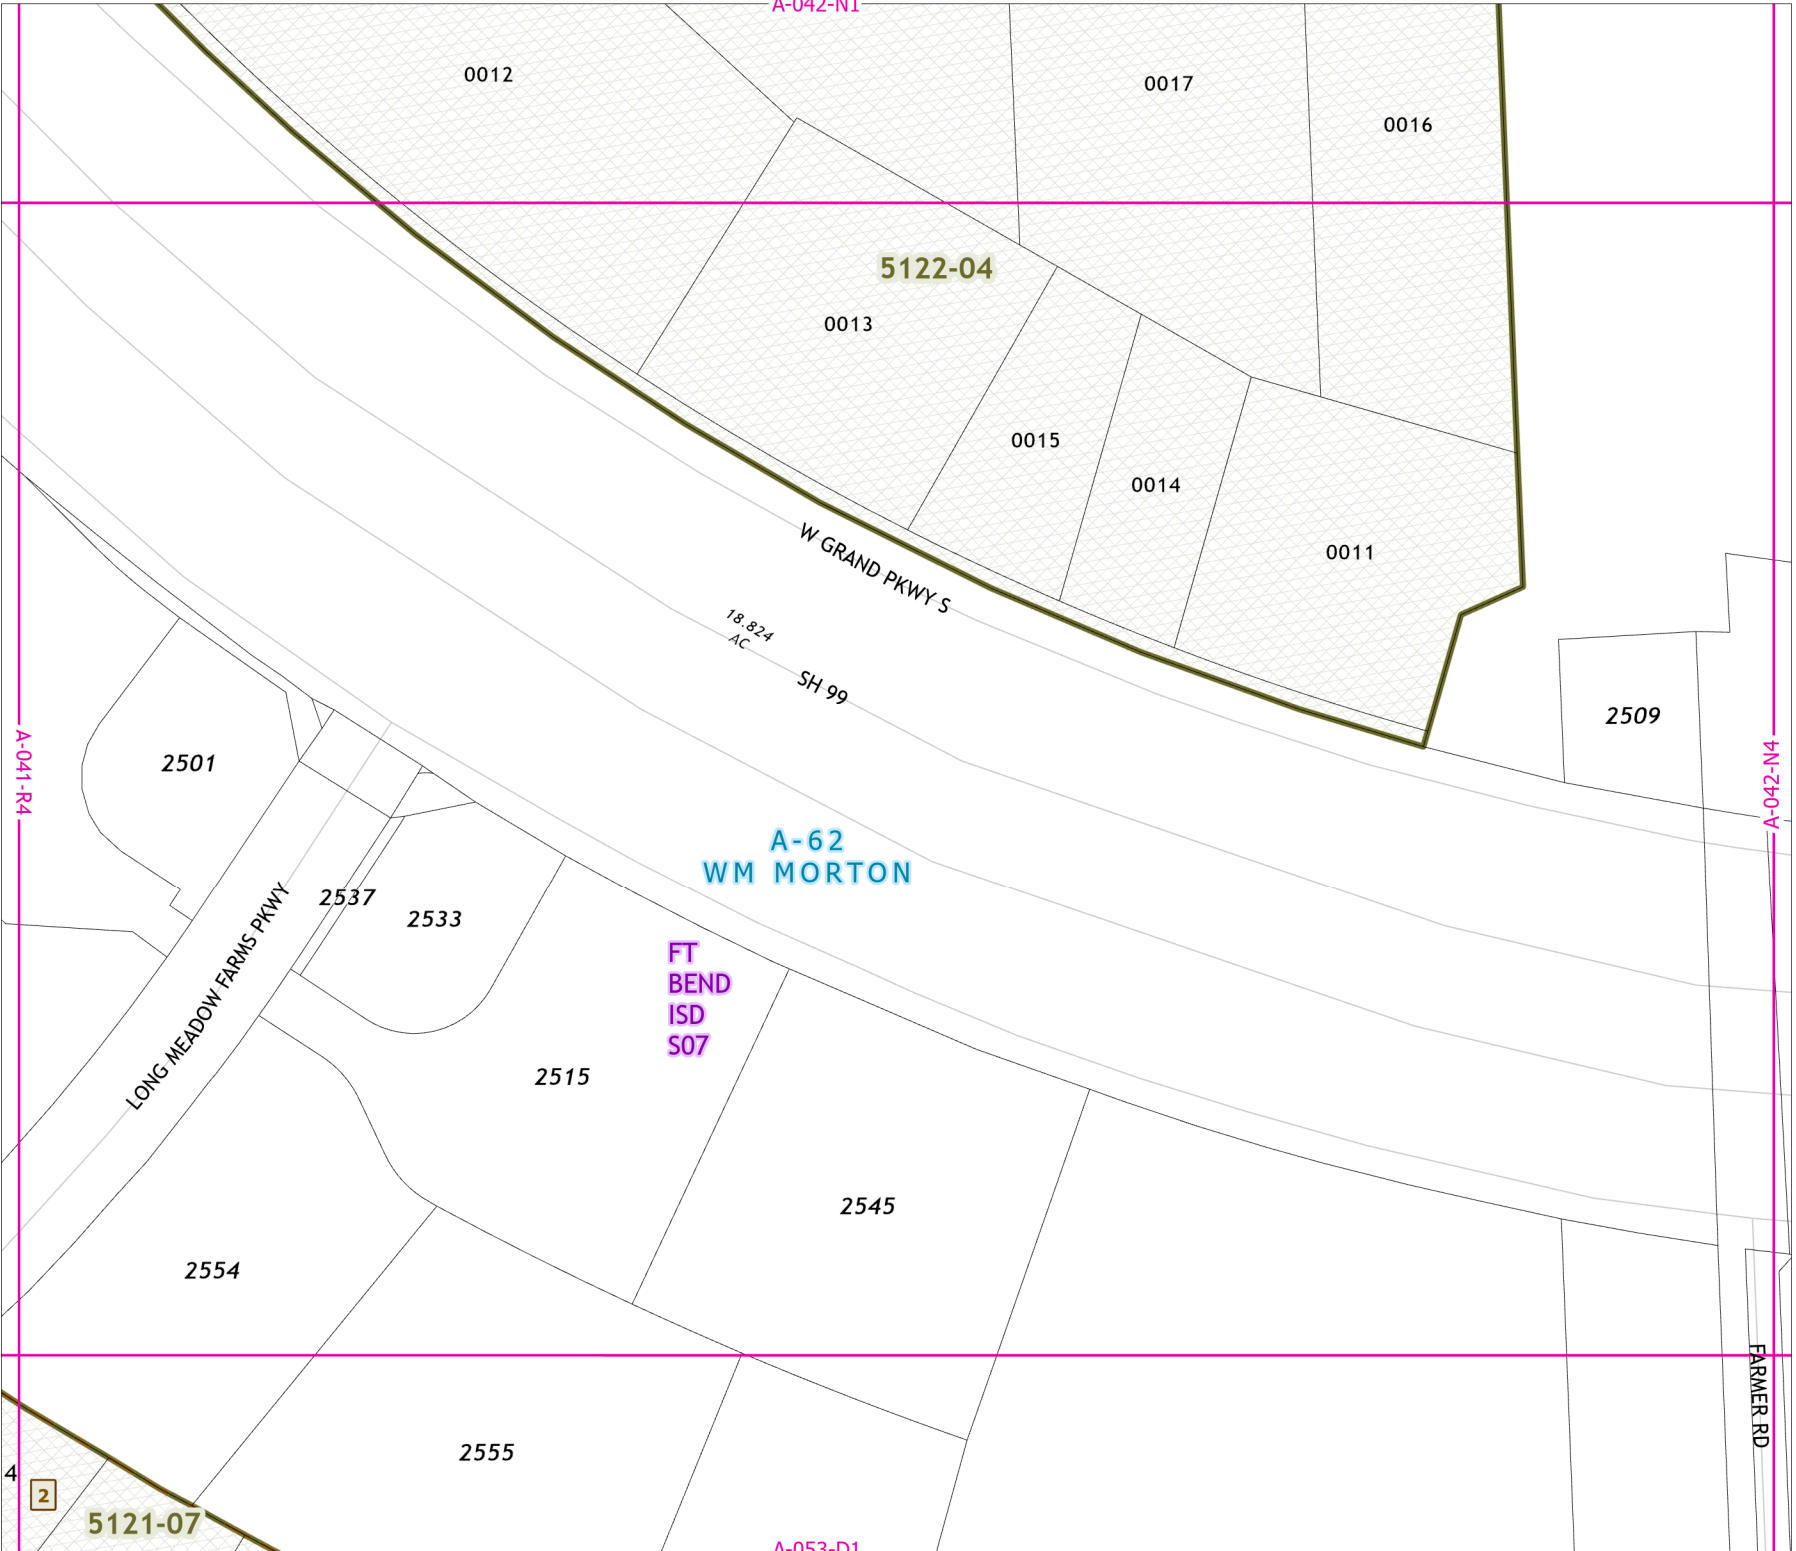 A-042-N1
0012
0017
0016
5122-04
0013
0015
0014
0011
W GRAND PKWY S
18.824
AC
SH 99
2509
A-041-R4
2501
A-042-N4
A-62
WM MORTON
2537
2533
FT
BEND
ISD
S07
LONG MEADOW FARMS PKWY
2515
2545
2554
FARMER RD
2555
4
2
5121-07
A-053-D1